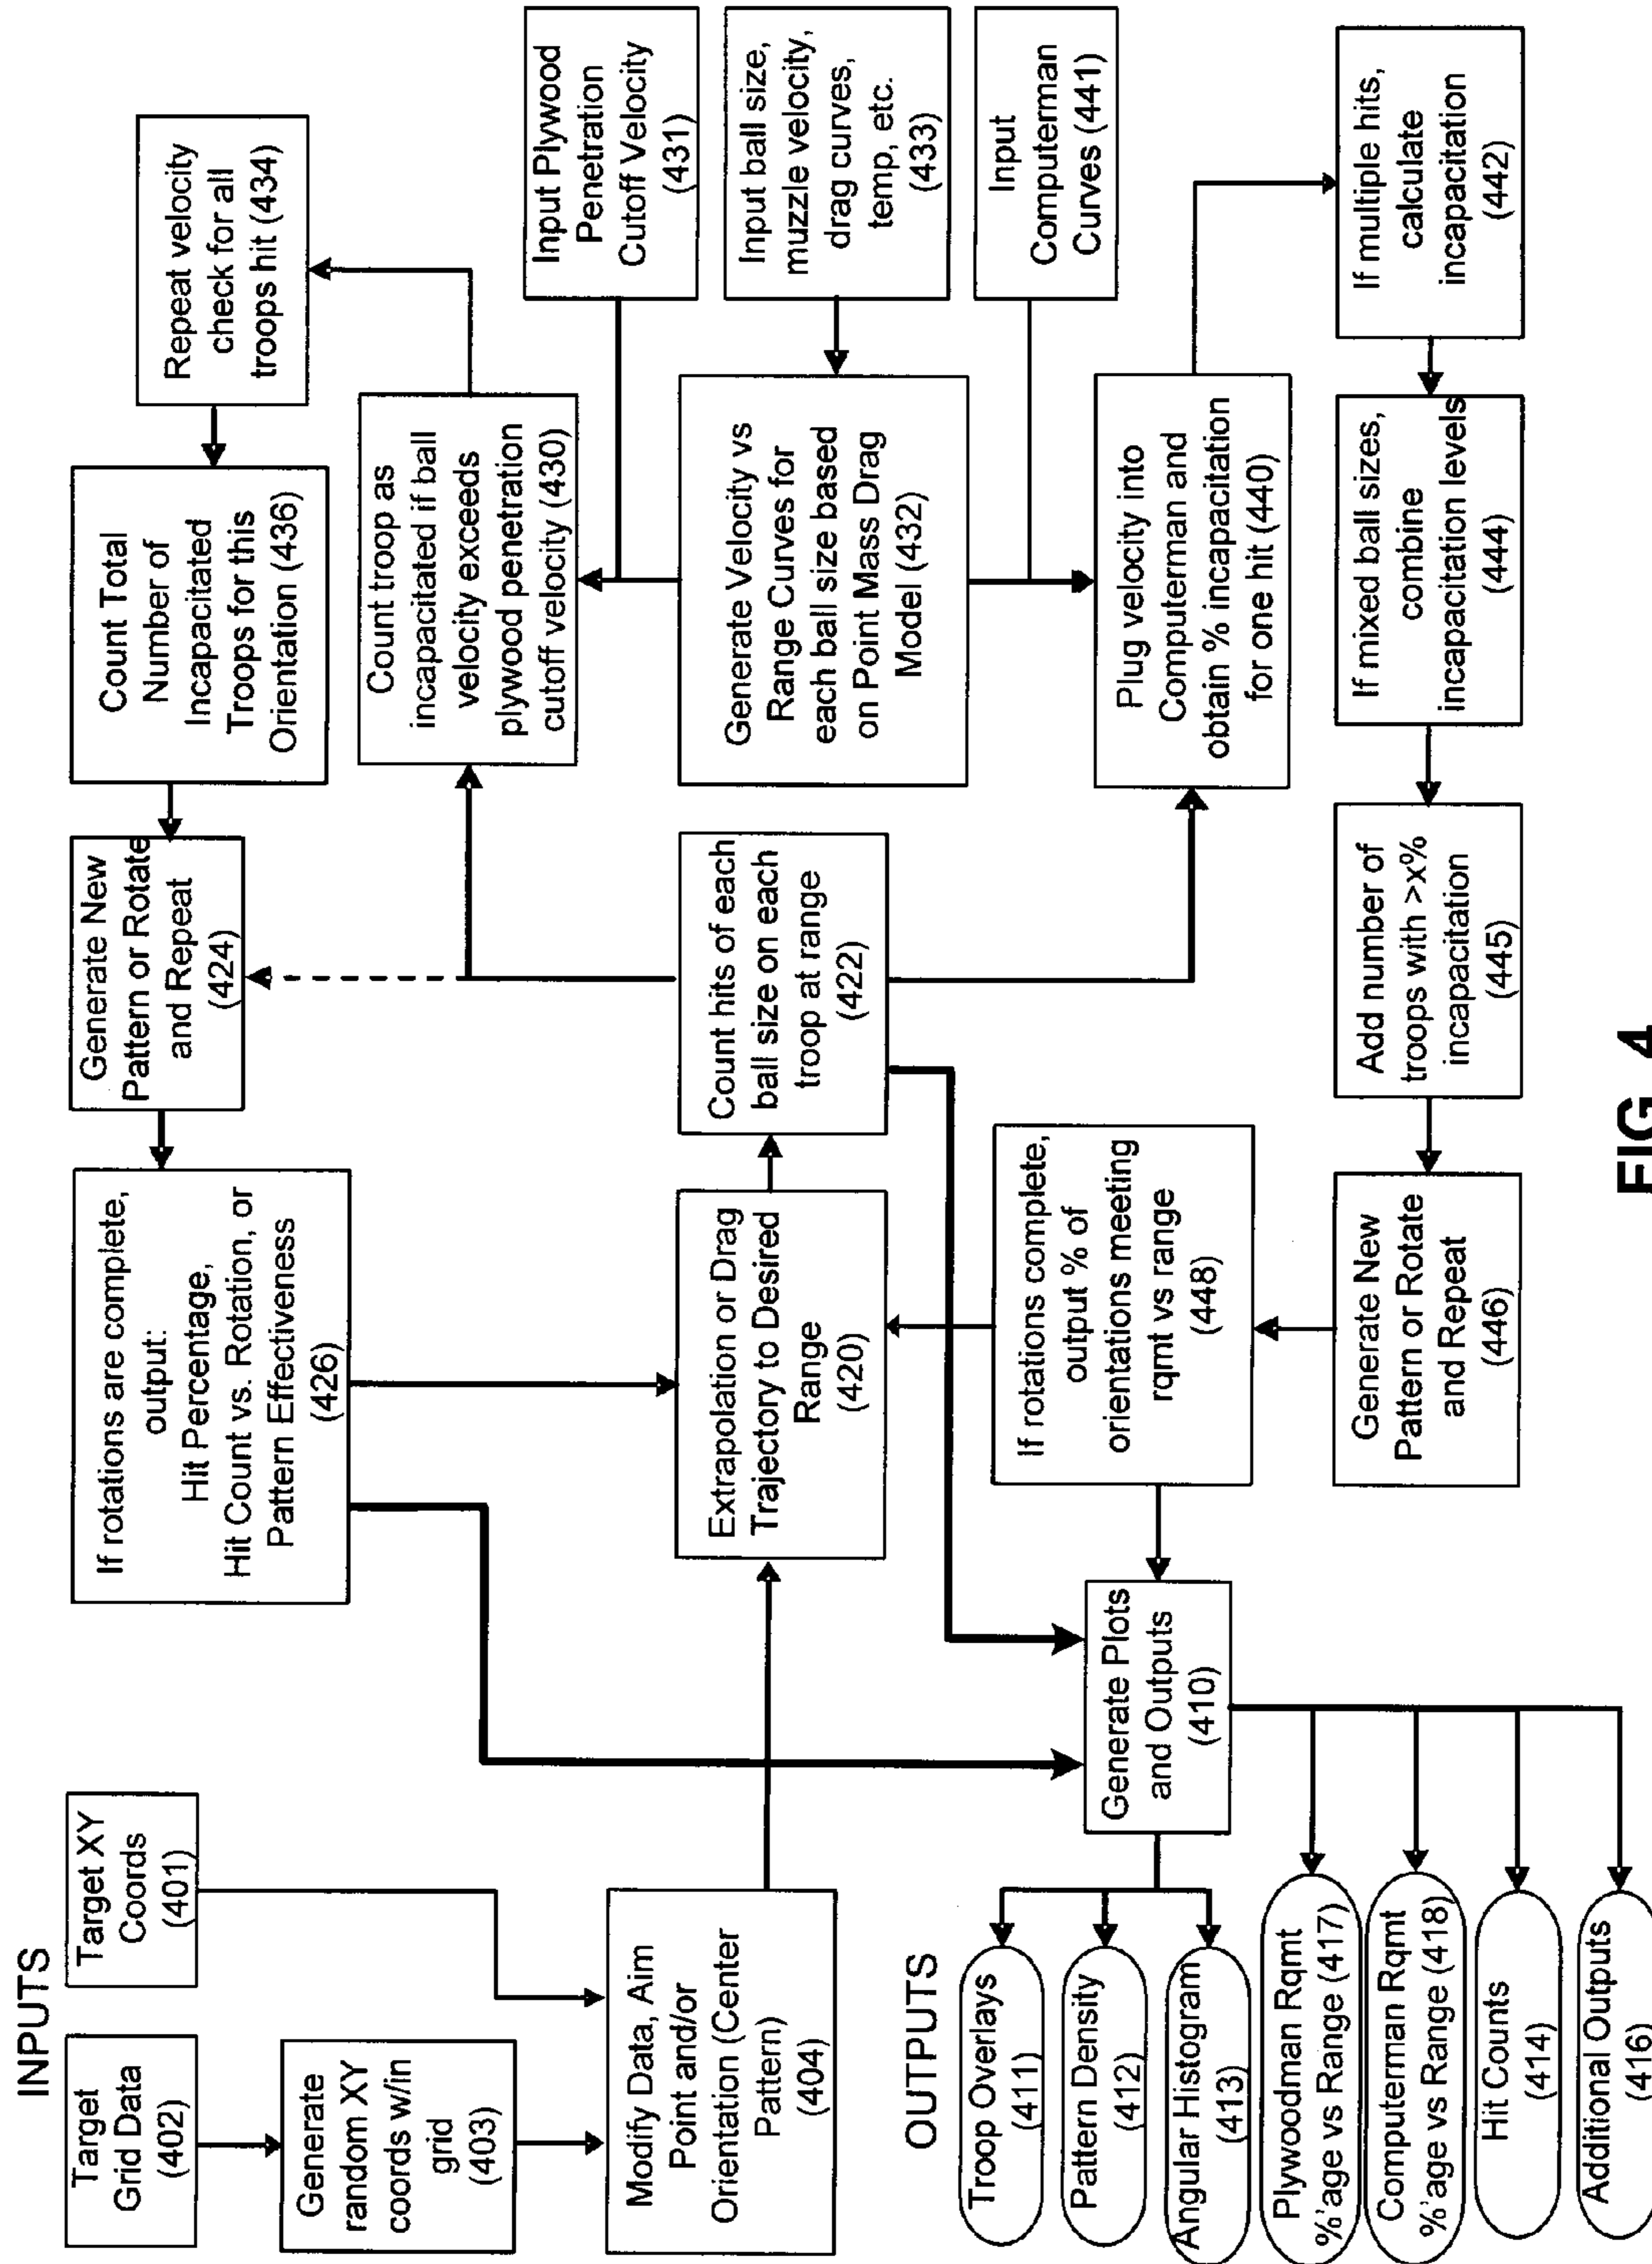 INPUTS
Target
Grid Data
(402)
Target XY
Coords
(401)
Generate
random XY
coords w/in
grid
(403)
Modify Data, Aim
Point and/or
Orientation (Center
Pattern)
(404)
OUTPUTS
Troop Overlays
(411)
Pattern Density
(412)
Angular Histogram
(413)
Plywoodman Rqmt
%'age vs Range (417)
Computerman Rqmt
%'age vs Range (418)
Hit Counts
(414)
Additional Outputs
(416)
Generate Plots
and Outputs
(410)
If rotations are complete,
output:
Hit Percentage,
Hit Count vs. Rotation, or
Pattern Effectiveness
(426)
Extrapolation or Drag
Trajectory to Desired
Range
(420)
If rotations complete,
output % of
orientations meeting
rqmt vs range
(448)
Generate New
Pattern or Rotate
and Repeat
(446)
Generate New
Pattern or Rotate
and Repeat
(424)
Count hits of each
ball size on each
troop at range
(422)
Add number of
troops with >x%
incapacitation
(445)
Count Total
Number of
Incapacitated
Troops for this
Orientation (436)
Count troop as
incapacitated if ball
velocity exceeds
plywood penetration
cutoff velocity (430)
Generate Velocity vs
Range Curves for
each ball size based
on Point Mass Drag
Model (432)
Plug velocity into
Computerman and
obtain % incapacitation
for one hit (440)
If mixed ball sizes,
combine
incapacitation levels
(444)
Repeat velocity
check for all
troops hit (434)
Input Plywood
Penetration
Cutoff Velocity
(431)
Input ball size,
muzzle velocity,
drag curves,
temp, etc.
(433)
Input
Computerman
Curves (441)
If multiple hits,
calculate
incapacitation
(442)
FIG. 4